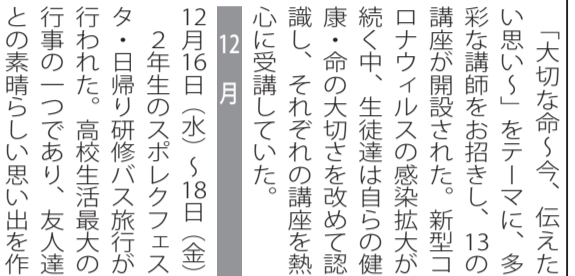 「大切な命～今、伝えた
い思い～」をテーマに、多
彩な講師をお招きし、13の
講座が開設された。新型コ
ロナウィルスの感染拡大が
続く中、生徒達は自らの健
康・命の大切さを改めて認
識し、それぞれの講座を熱
心に受講していた。
12月
12月16日（水）～18日（金）
２年生のスポレクフェス
タ・日帰り研修バス旅行が
行われた。高校生活最大の
行事の一つであり、友人達
との素晴らしい思い出を作